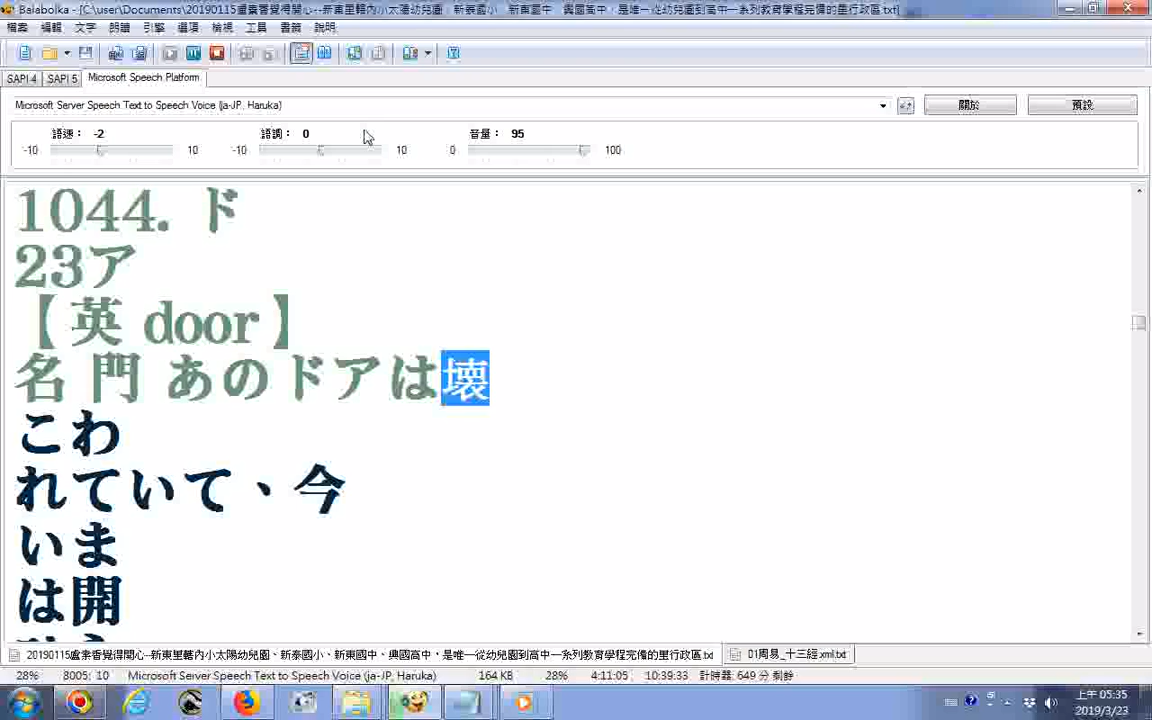 Balabolka - [C:\user\Documents\20190115盧業香覺得開心--新東里轄內小太陽幼兒園、新泰國小、新東國中、興國高中，是唯一從幼兒園到高中一系列教育學程完備的里行政區.txt]
檔案 編輯 文字 朗讀 引擎 選項 檢視 工具 書籤 說明
SAPI 4 SAPI 5 Microsoft Speech Platform
Microsoft Server Speech Text to Speech Voice (ja-JP, Haruka) 關於 預設
語速： -2 語調： 0 音量： 95
-10 10 -10 10 0 100
1044. ド
23ア
【 英 door】
名 門 あのドアは壊
こわ
れていて、今
いま
は開
20190115盧業香覺得開心--新東里轄內小太陽幼兒園、新泰國小、新東國中、興國高中，是唯一從幼兒園到高中一系列教育學程完備的里行政區.txt 01周易_十三經.xml.txt
28% 8005: 10 Microsoft Server Speech Text to Speech Voice (ja-JP, Haruka) 164 KB 28% 4:11:05 10:39:33 計時器: 649 分 剩餘
上午 05:35
2019/3/23